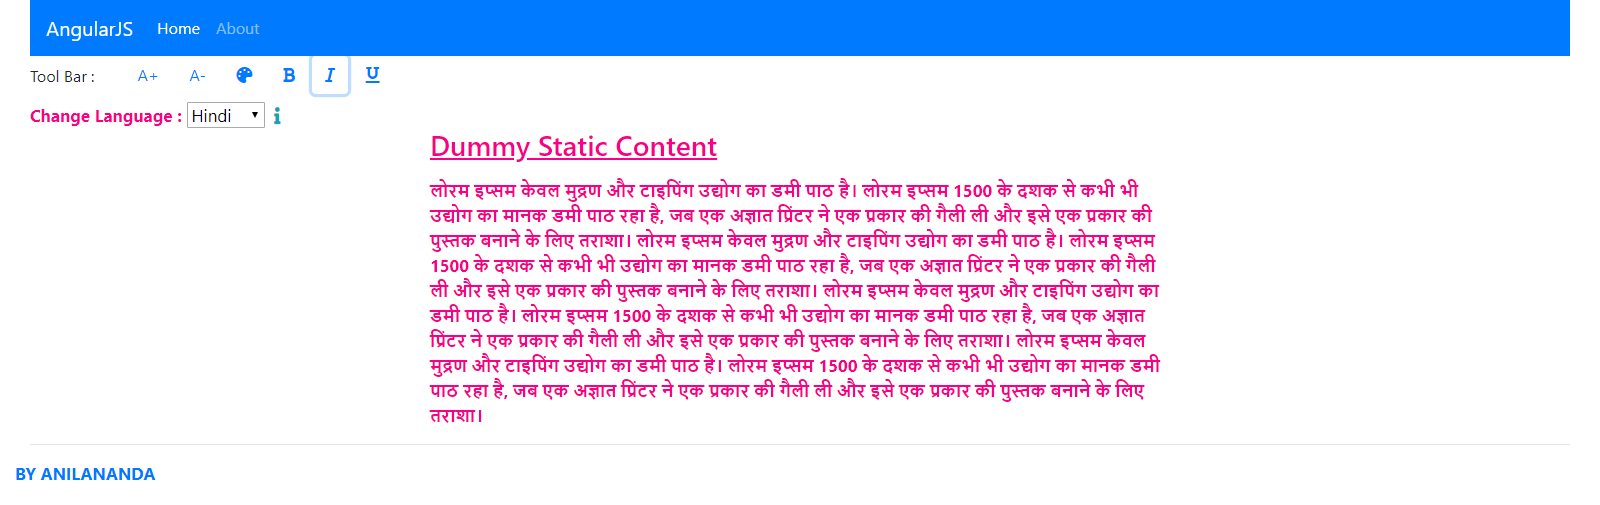 AngularJS Home About
Tool Bar : A+ A- B I U
Change Language : Hindi
Dummy Static Content
लोरम इप्सम केवल मुद्रण और टाइपिंग उद्योग का डमी पाठ है। लोरम इप्सम 1500 के दशक से कभी भी
उद्योग का मानक डमी पाठ रहा है, जब एक अज्ञात प्रिंटर ने एक प्रकार की गैली ली और इसे एक प्रकार की
पुस्तक बनाने के लिए तराशा। लोरम इप्सम केवल मुद्रण और टाइपिंग उद्योग का डमी पाठ है। लोरम इप्सम
1500 के दशक से कभी भी उद्योग का मानक डमी पाठ रहा है, जब एक अज्ञात प्रिंटर ने एक प्रकार की गैली
ली और इसे एक प्रकार की पुस्तक बनाने के लिए तराशा। लोरम इप्सम केवल मुद्रण और टाइपिंग उद्योग का
डमी पाठ है। लोरम इप्सम 1500 के दशक से कभी भी उद्योग का मानक डमी पाठ रहा है, जब एक अज्ञात
प्रिंटर ने एक प्रकार की गैली ली और इसे एक प्रकार की पुस्तक बनाने के लिए तराशा। लोरम इप्सम केवल
मुद्रण और टाइपिंग उद्योग का डमी पाठ है। लोरम इप्सम 1500 के दशक से कभी भी उद्योग का मानक डमी
पाठ रहा है, जब एक अज्ञात प्रिंटर ने एक प्रकार की गैली ली और इसे एक प्रकार की पुस्तक बनाने के लिए
तराशा।
BY ANILANANDA